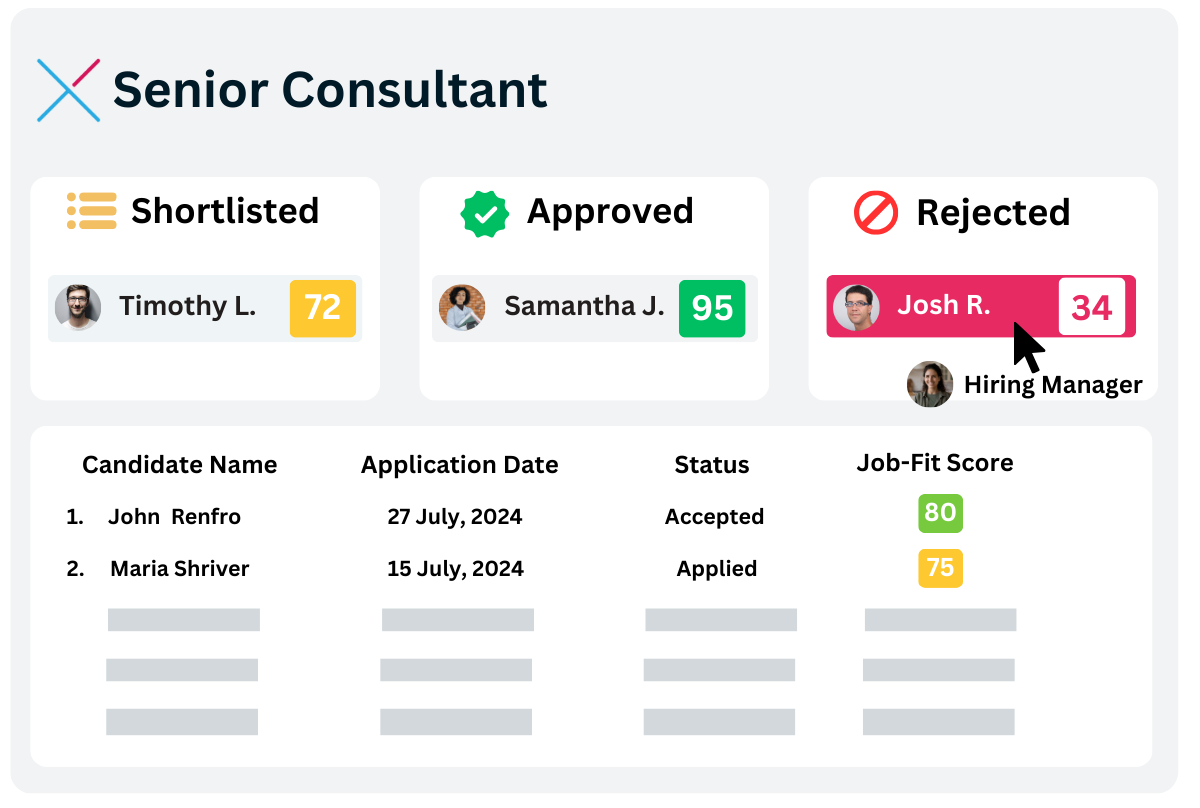 Senior Consultant
Shortlisted
Timothy L. 72
Approved
Samantha J. 95
Rejected
Josh R. 34
Hiring Manager
Candidate Name Application Date Status Job-Fit Score
1. John Renfro 27 July, 2024 Accepted 80
2. Maria Shriver 15 July, 2024 Applied 75